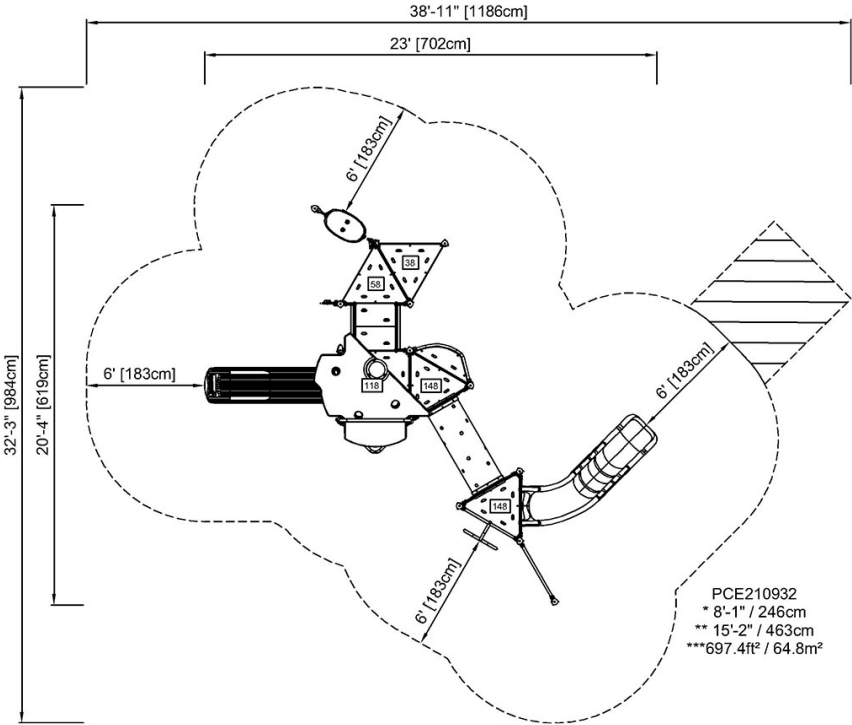 38'-11" [1186cm]
23' [702cm]
6' [183cm]
38
58
32'-3" [984cm]
20'-4" [619cm]
6' [183cm]
118
148
6' [183cm]
148
6' [183cm]
PCE210932
* 8'-1" / 246cm
** 15'-2" / 463cm
***697.4ft² / 64.8m²